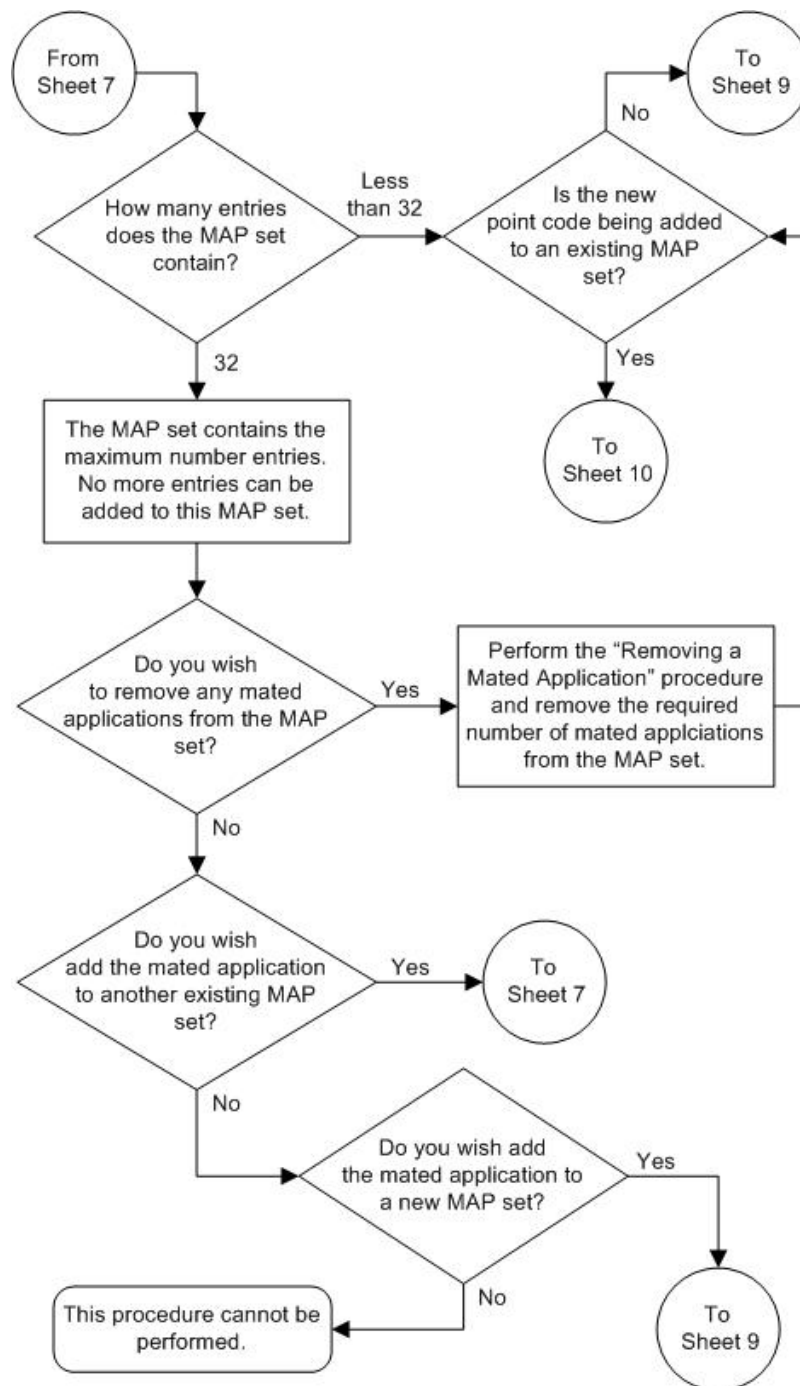 From
Sheet 7
To
Sheet 9
No
Less
than 32
How many entries
does the MAP set
contain?
Is the new
point code being added
to an existing MAP
set?
32
Yes
The MAP set contains the
maximum number entries.
No more entries can be
added to this MAP set.
To
Sheet 10
Do you wish
to remove any mated
applications from the MAP
set?
Yes
Perform the “Removing a
Mated Application” procedure
and remove the required
number of mated applciations
from the MAP set.
No
Do you wish
add the mated application
to another existing MAP
set?
Yes
To
Sheet 7
No
Do you wish add
the mated application to
a new MAP set?
Yes
No
This procedure cannot be
performed.
To
Sheet 9